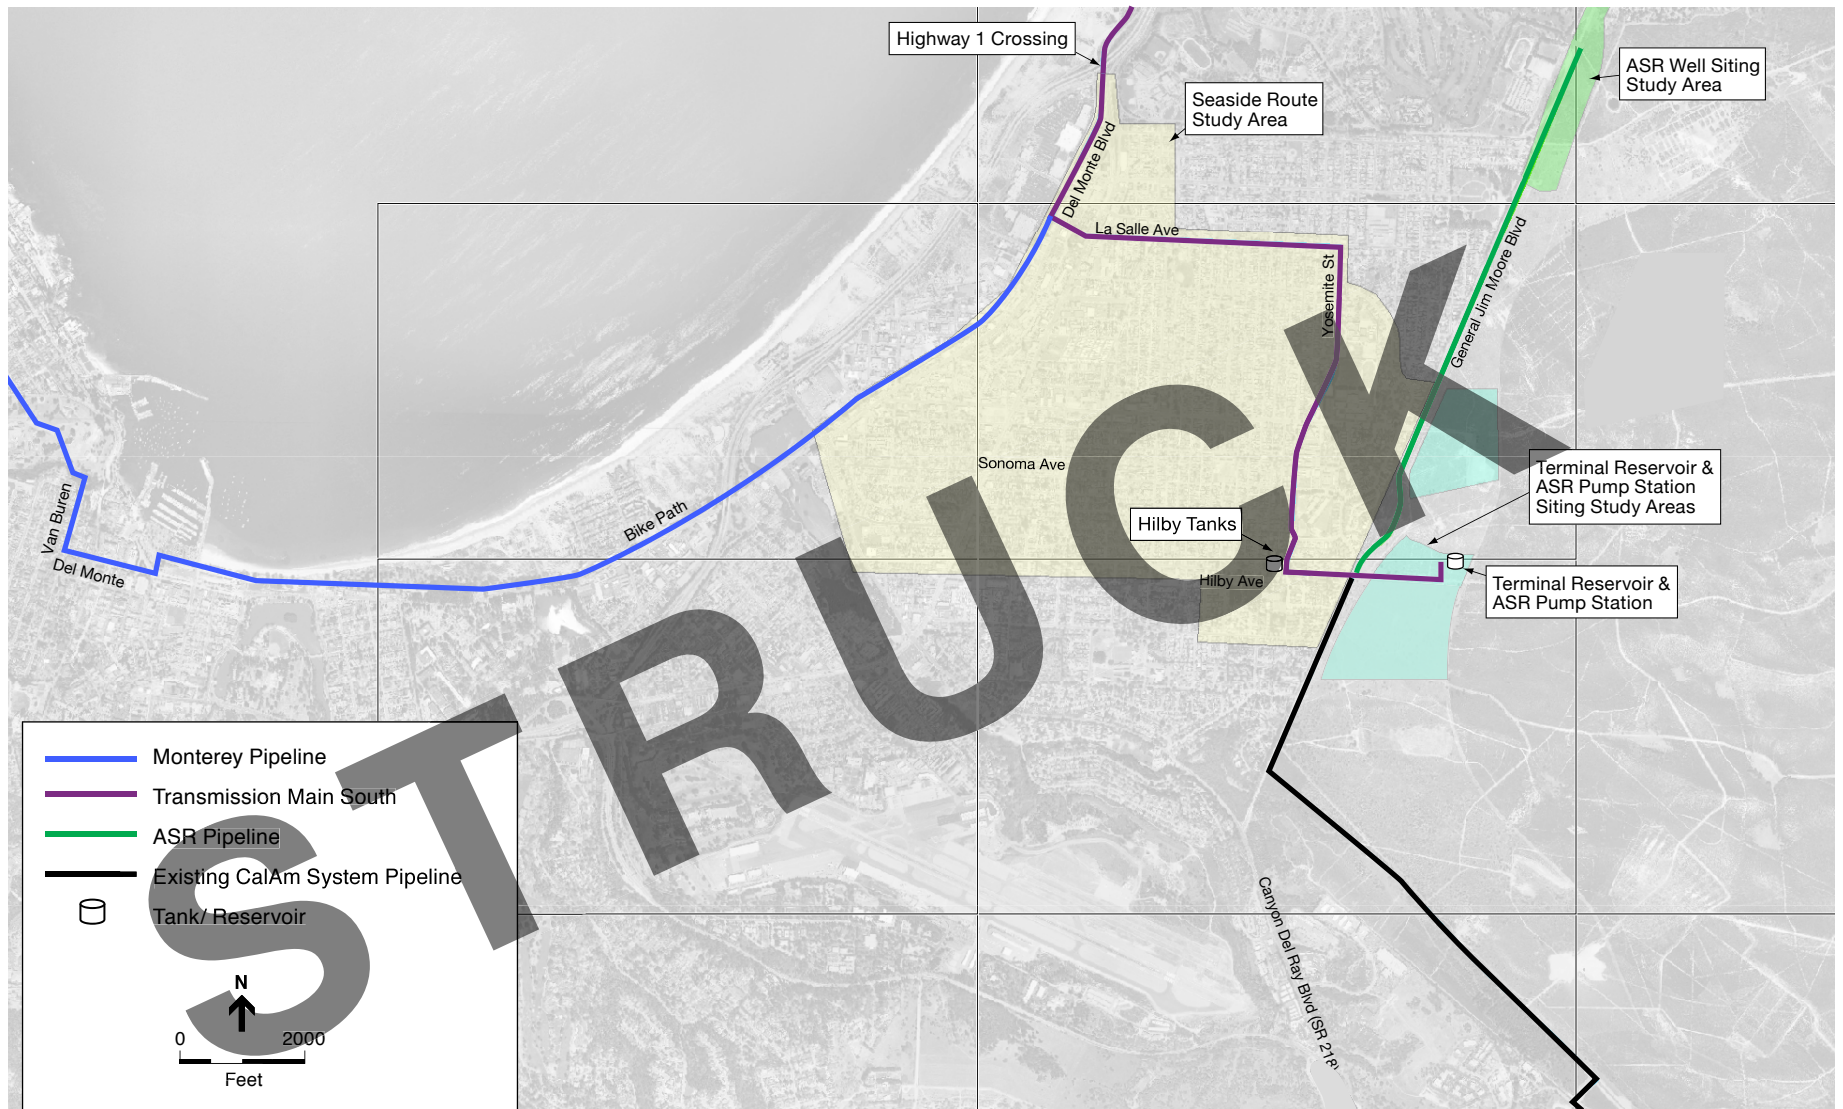 Highway 1 Crossing
ASR Well Siting
Study Area
Seaside Route
Study Area
Del Monte Blvd
La Salle Ave
Yosemite St
General Jim Moore Blvd
Sonoma Ave
Terminal Reservoir &
ASR Pump Station
Siting Study Areas
Hilby Tanks
Hilby Ave
Terminal Reservoir &
ASR Pump Station
Bike Path
Van Buren
Del Monte
STRUCK
Canyon Del Ray Blvd (SR 218)
Monterey Pipeline
Transmission Main South
ASR Pipeline
Existing CalAm System Pipeline
Tank/ Reservoir
N
0 2000
Feet